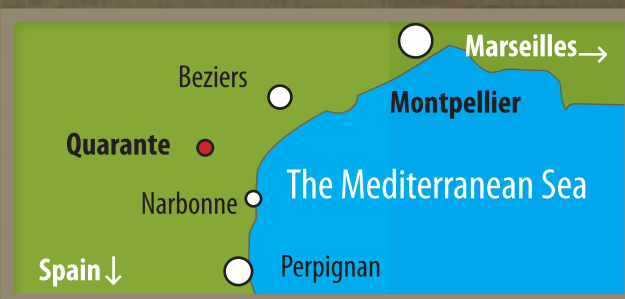 Marseilles→
Beziers
Montpellier
Quarante
The Mediterranean Sea
Narbonne
Spain↓
Perpignan